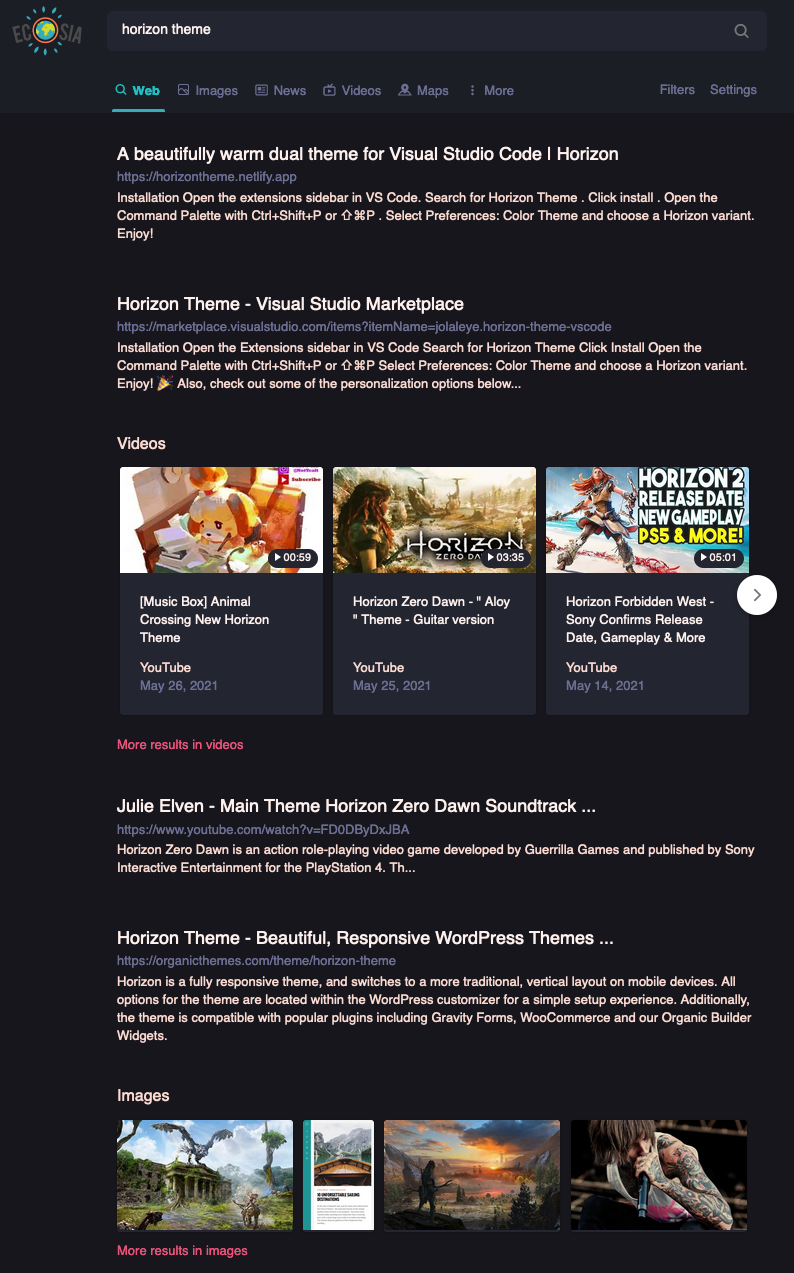 ECOSIA
horizon theme
Web
Images
News
Videos
Maps
More
Filters
Settings
A beautifully warm dual theme for Visual Studio Code | Horizon
https://horizontheme.netlify.app
Installation Open the extensions sidebar in VS Code. Search for Horizon Theme . Click install . Open the
Command Palette with Ctrl+Shift+P or ⇧⌘P . Select Preferences: Color Theme and choose a Horizon variant.
Enjoy!
Horizon Theme - Visual Studio Marketplace
https://marketplace.visualstudio.com/items?itemName=jolaleye.horizon-theme-vscode
Installation Open the Extensions sidebar in VS Code Search for Horizon Theme Click Install Open the
Command Palette with Ctrl+Shift+P or ⇧⌘P Select Preferences: Color Theme and choose a Horizon variant.
Enjoy! 🎉 Also, check out some of the personalization options below...
Videos
Subscribe
00:59
HORIZON
ZERO DA
03:35
HORIZON 2
RELEASE DATE
NEW GAMEPLAY
PS5 & MORE!
05:01
[Music Box] Animal
Crossing New Horizon
Theme
YouTube
May 26, 2021
Horizon Zero Dawn - " Aloy
" Theme - Guitar version
YouTube
May 25, 2021
Horizon Forbidden West -
Sony Confirms Release
Date, Gameplay & More
YouTube
May 14, 2021
More results in videos
Julie Elven - Main Theme Horizon Zero Dawn Soundtrack ...
https://www.youtube.com/watch?v=FD0DByDxJBA
Horizon Zero Dawn is an action role-playing video game developed by Guerrilla Games and published by Sony
Interactive Entertainment for the PlayStation 4. Th...
Horizon Theme - Beautiful, Responsive WordPress Themes ...
https://organicthemes.com/theme/horizon-theme
Horizon is a fully responsive theme, and switches to a more traditional, vertical layout on mobile devices. All
options for the theme are located within the WordPress customizer for a simple setup experience. Additionally,
the theme is compatible with popular plugins including Gravity Forms, WooCommerce and our Organic Builder
Widgets.
Images
10 UNFORGETTABLE SAILING
DESTINATIONS
More results in images